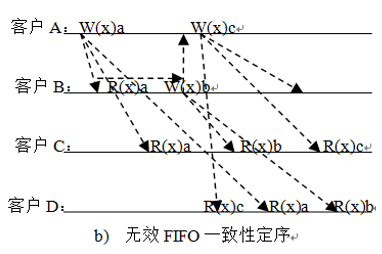 客户 A: W(x)a W(x)c
客户 B: R(x)a W(x)b
客户 C: R(x)a R(x)b R(x)c
客户 D: R(x)c R(x)a R(x)b
b) 无效 FIFO 一致性定序